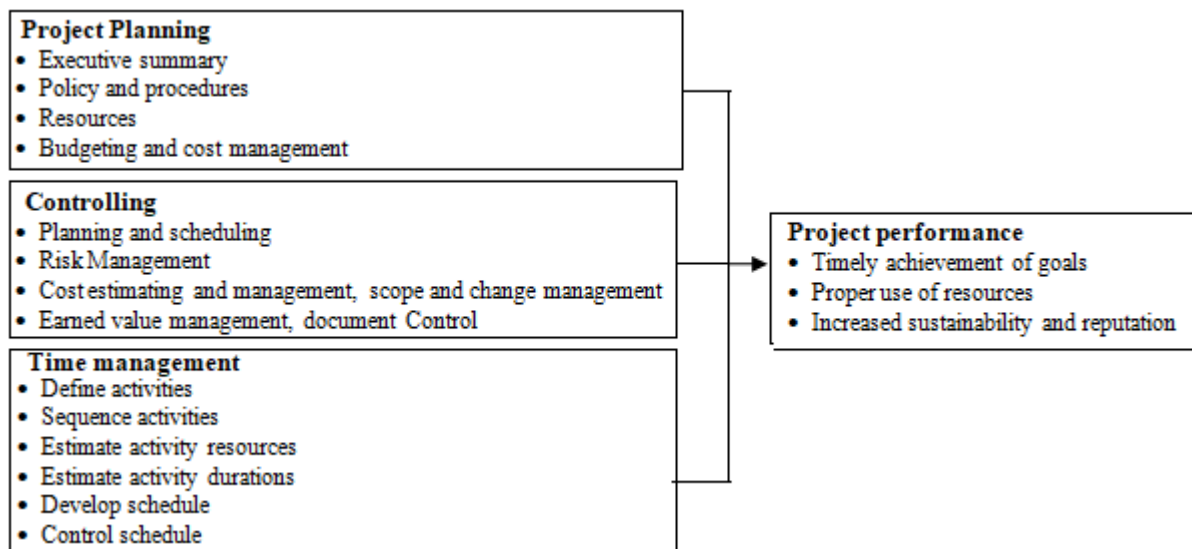 Project Planning
• Executive summary
• Policy and procedures
• Resources
• Budgeting and cost management
Controlling
• Planning and scheduling
• Risk Management
• Cost estimating and management, scope and change management
• Earned value management, document Control
Time management
• Define activities
• Sequence activities
• Estimate activity resources
• Estimate activity durations
• Develop schedule
• Control schedule
Project performance
• Timely achievement of goals
• Proper use of resources
• Increased sustainability and reputation